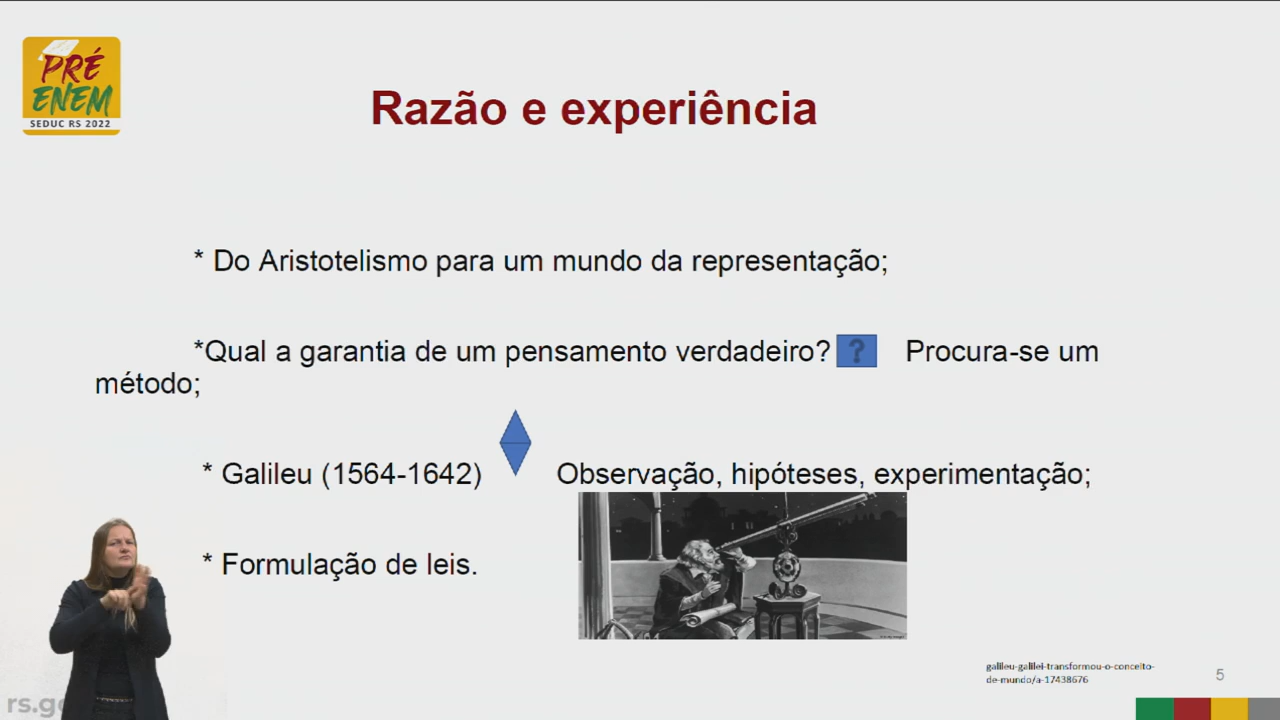 PRÉ
ENEM
SEDUC RS 2022
Razão e experiência
* Do Aristotelismo para um mundo da representação;
*Qual a garantia de um pensamento verdadeiro? ? Procura-se um
método;
* Galileu (1564-1642) Observação, hipóteses, experimentação;
* Formulação de leis.
galileu-galilei-transformou-o-conceito-
de-mundo/a-17438676
5
rs.go